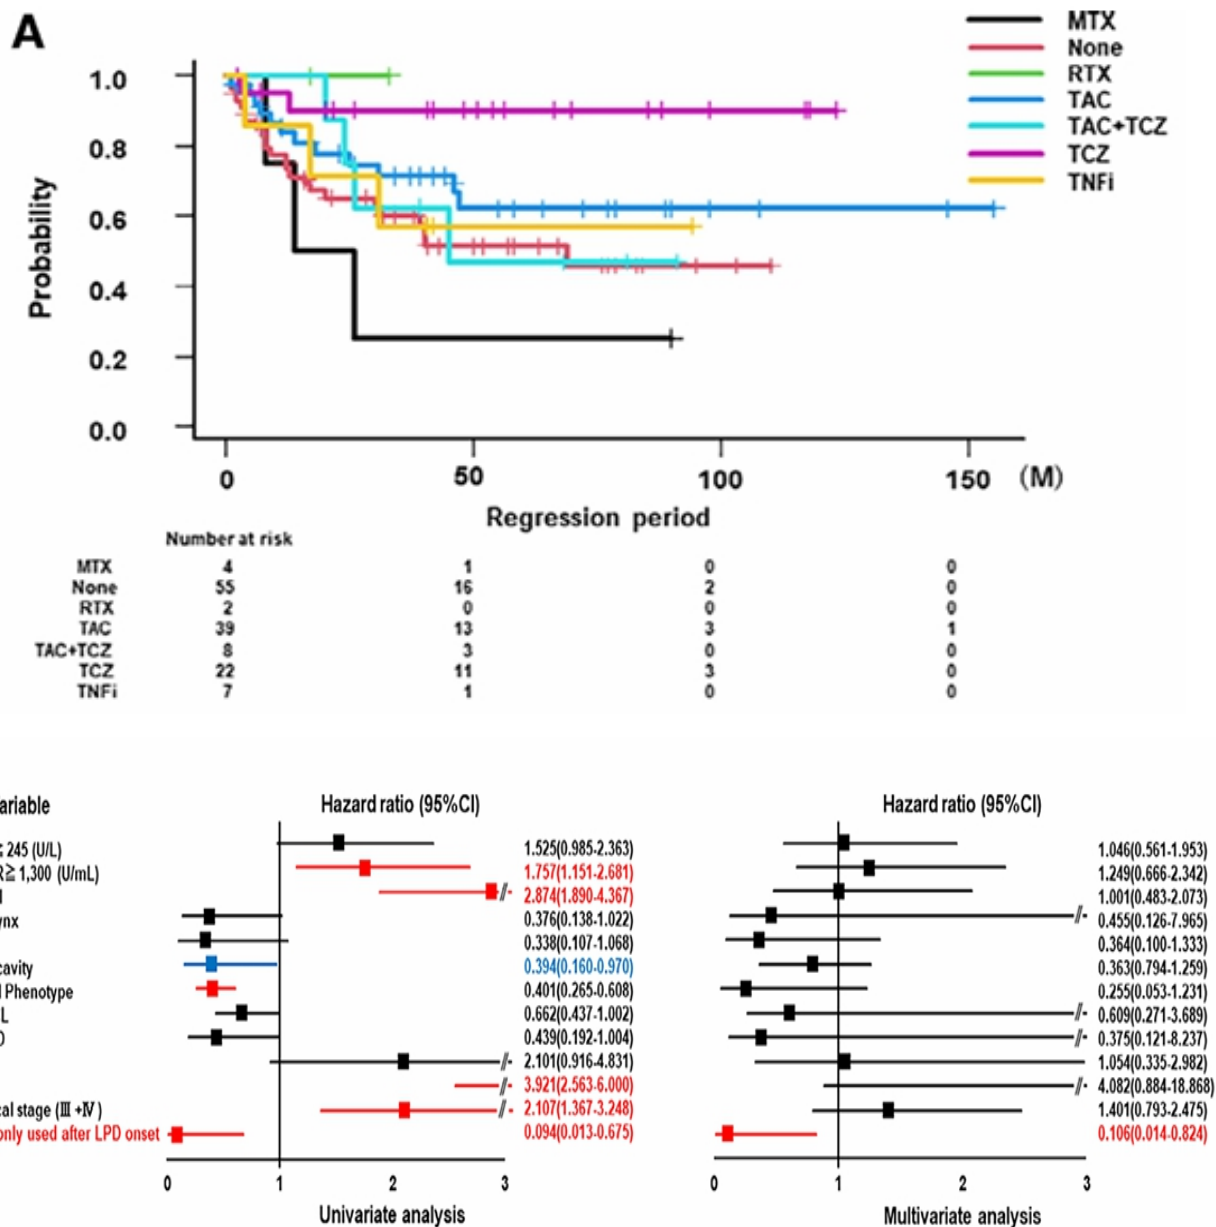 A
MTX
None
RTX
TAC
TAC+TCZ
TCZ
TNFi
1.0
0.8
0.6
0.4
0.2
0.0
Probability
0 50 100 150 (M)
Regression period
Number at risk
MTX 4 1 0 0
None 55 16 2 0
RTX 2 0 0 0
TAC 39 13 3 1
TAC+TCZ 8 3 0 0
TCZ 22 11 3 0
TNFi 7 1 0 0
ariable Hazard ratio (95%CI) Hazard ratio (95%CI)
≦ 245 (U/L) 1.525(0.985-2.363) 1.046(0.561-1.953)
R≧ 1,300 (U/mL) 1.757(1.151-2.681) 1.249(0.666-2.342)
2.874(1.890-4.367) 1.001(0.483-2.073)
ynx 0.376(0.138-1.022) 0.455(0.126-7.965)
0.338(0.107-1.068) 0.364(0.100-1.333)
cavity 0.394(0.160-0.970) 0.363(0.794-1.259)
l Phenotype 0.401(0.265-0.608) 0.255(0.053-1.231)
L 0.662(0.437-1.002) 0.609(0.271-3.689)
0.439(0.192-1.004) 0.375(0.121-8.237)
2.101(0.916-4.831) 1.054(0.335-2.982)
3.921(2.563-6.000) 4.082(0.884-18.868)
cal stage (Ⅲ +Ⅳ ) 2.107(1.367-3.248) 1.401(0.793-2.475)
only used after LPD onset 0.094(0.013-0.675) 0.106(0.014-0.824)
0 1 2 3 0 1 2 3
Univariate analysis Multivariate analysis